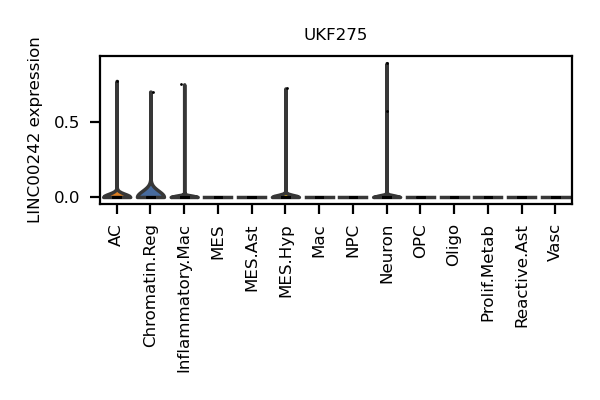 UKF275
LINC00242 expression
0.5
0.0
AC
Chromatin.Reg
Inflammatory.Mac
MES
MES.Ast
MES.Hyp
Mac
NPC
Neuron
OPC
Oligo
Prolif.Metab
Reactive.Ast
Vasc